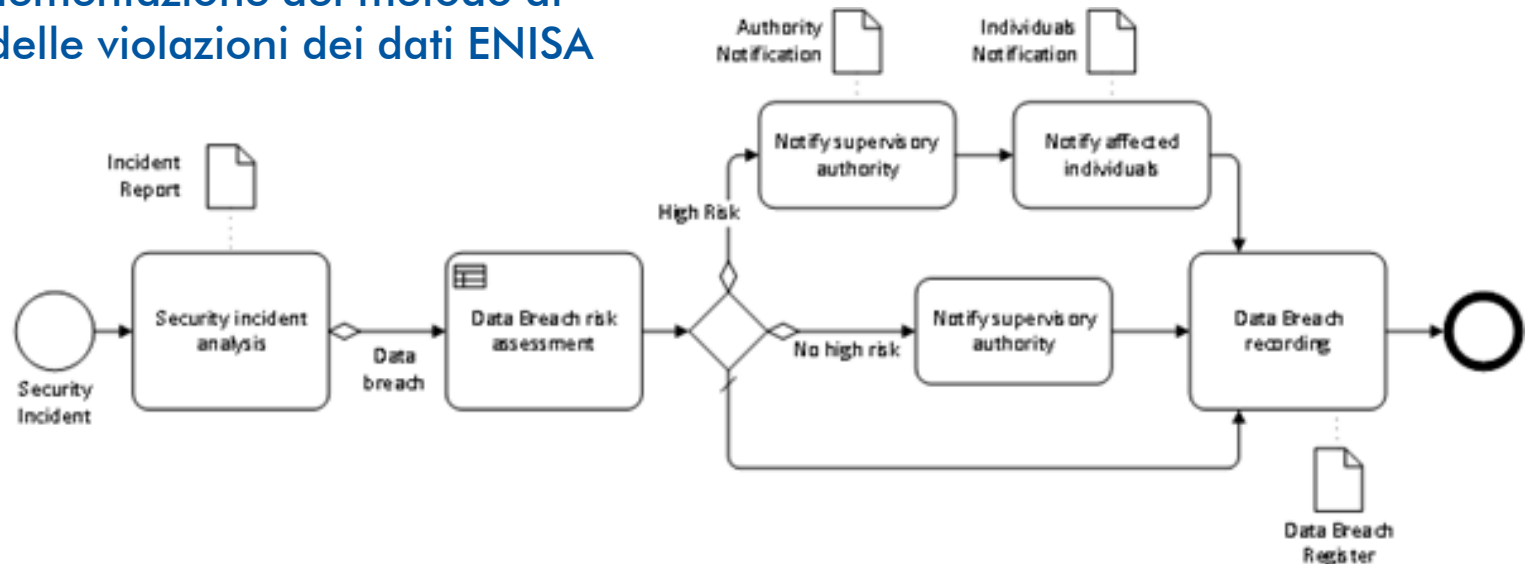 delle violazioni dei dati ENISA
Authority
Notification
Individuals
Notification
Incident
Report
Notify supervisory
authority
Notify affected
individuals
High Risk
Security incident
analysis
Data Breach risk
assessment
Notify supervisory
authority
Data Breach
recording
Data
breach
No high risk
Security
Incident
Data Breach
Register